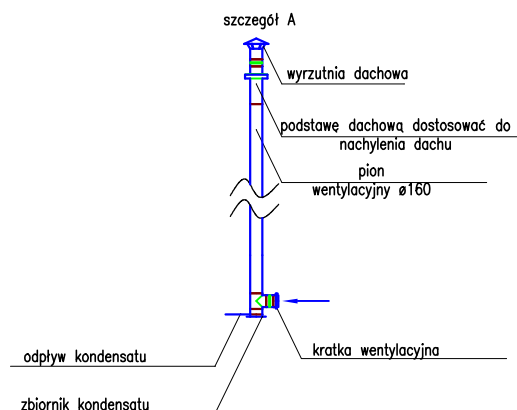 szczegół A
wyrzutnia dachowa
podstawę dachową dostosować do
nachylenia dachu
pion
wentylacyjny ø160
kratka wentylacyjna
odpływ kondensatu
zbiornik kondensatu